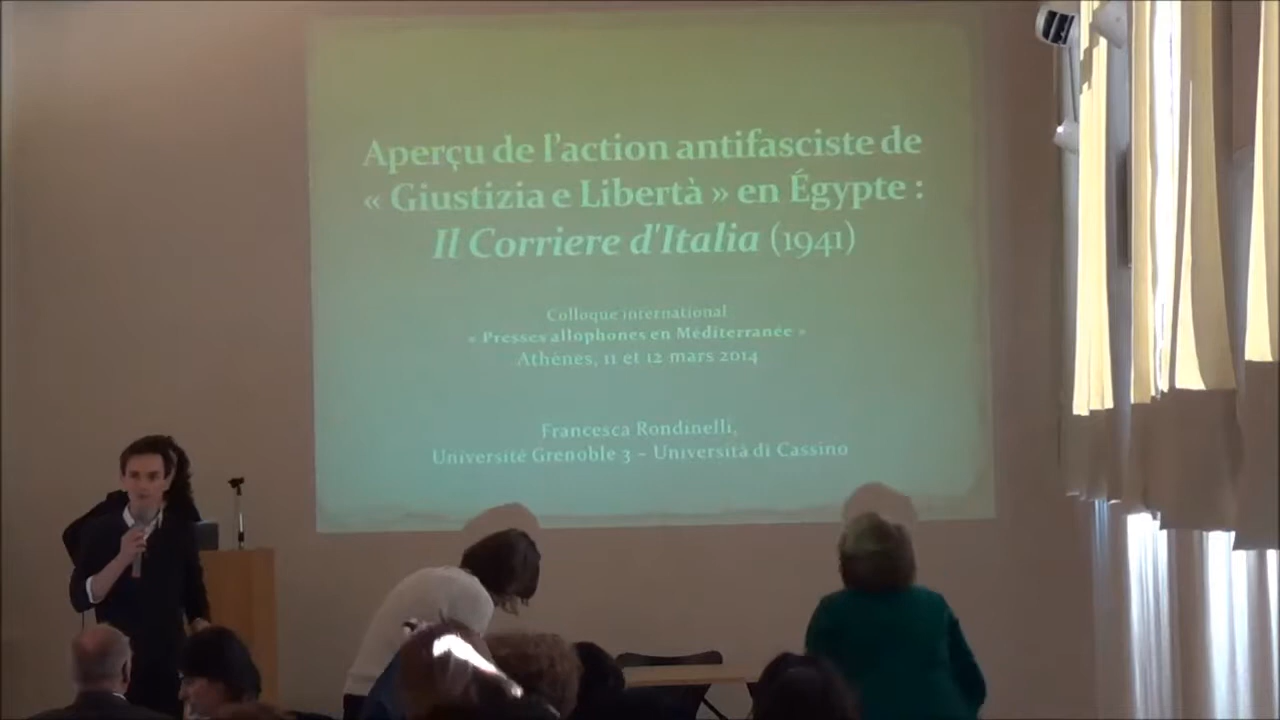 Aperçu de l'action antifasciste de
« Giustizia e Libertà » en Égypte :
Il Corriere d'Italia (1941)
Colloque international
« Presses allophones en Méditerranée »
Athènes, 11 et 12 mars 2014
Francesca Rondinelli,
Université Grenoble 3 – Università di Cassino